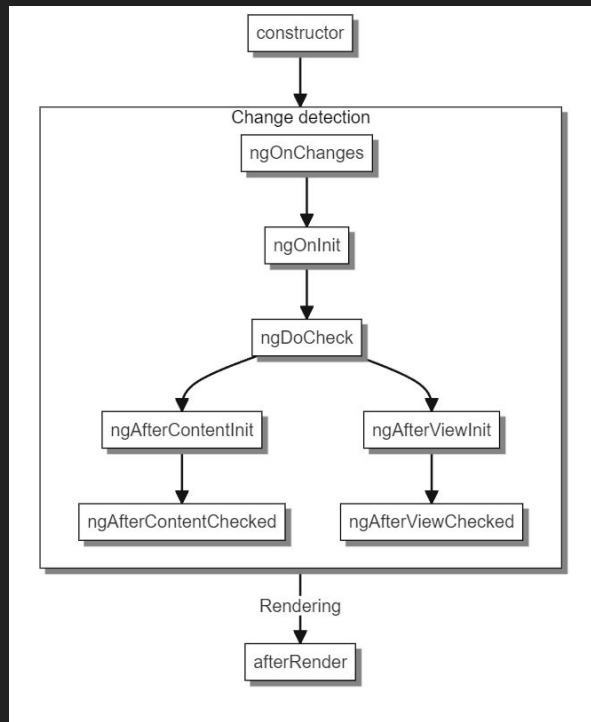 constructor
Change detection
ngOnChanges
ngOnInit
ngDoCheck
ngAfterContentInit
ngAfterViewInit
ngAfterContentChecked
ngAfterViewChecked
Rendering
afterRender